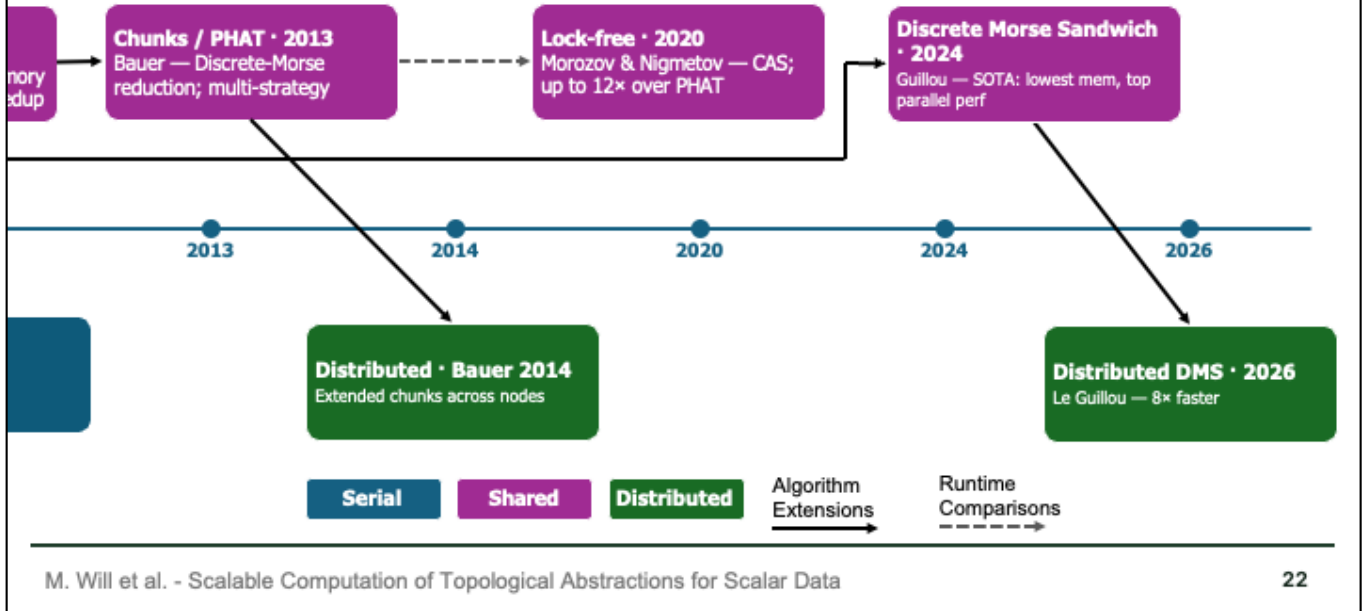 Chunks / PHAT · 2013
Bauer — Discrete-Morse
reduction; multi-strategy
Lock-free · 2020
Morozov & Nigmetov — CAS;
up to 12× over PHAT
Discrete Morse Sandwich
· 2024
Guillou — SOTA: lowest mem, top
parallel perf
2013
2014
2020
2024
2026
Distributed · Bauer 2014
Extended chunks across nodes
Distributed DMS · 2026
Le Guillou — 8× faster
Serial
Shared
Distributed
Algorithm
Extensions
Runtime
Comparisons
M. Will et al. - Scalable Computation of Topological Abstractions for Scalar Data
22